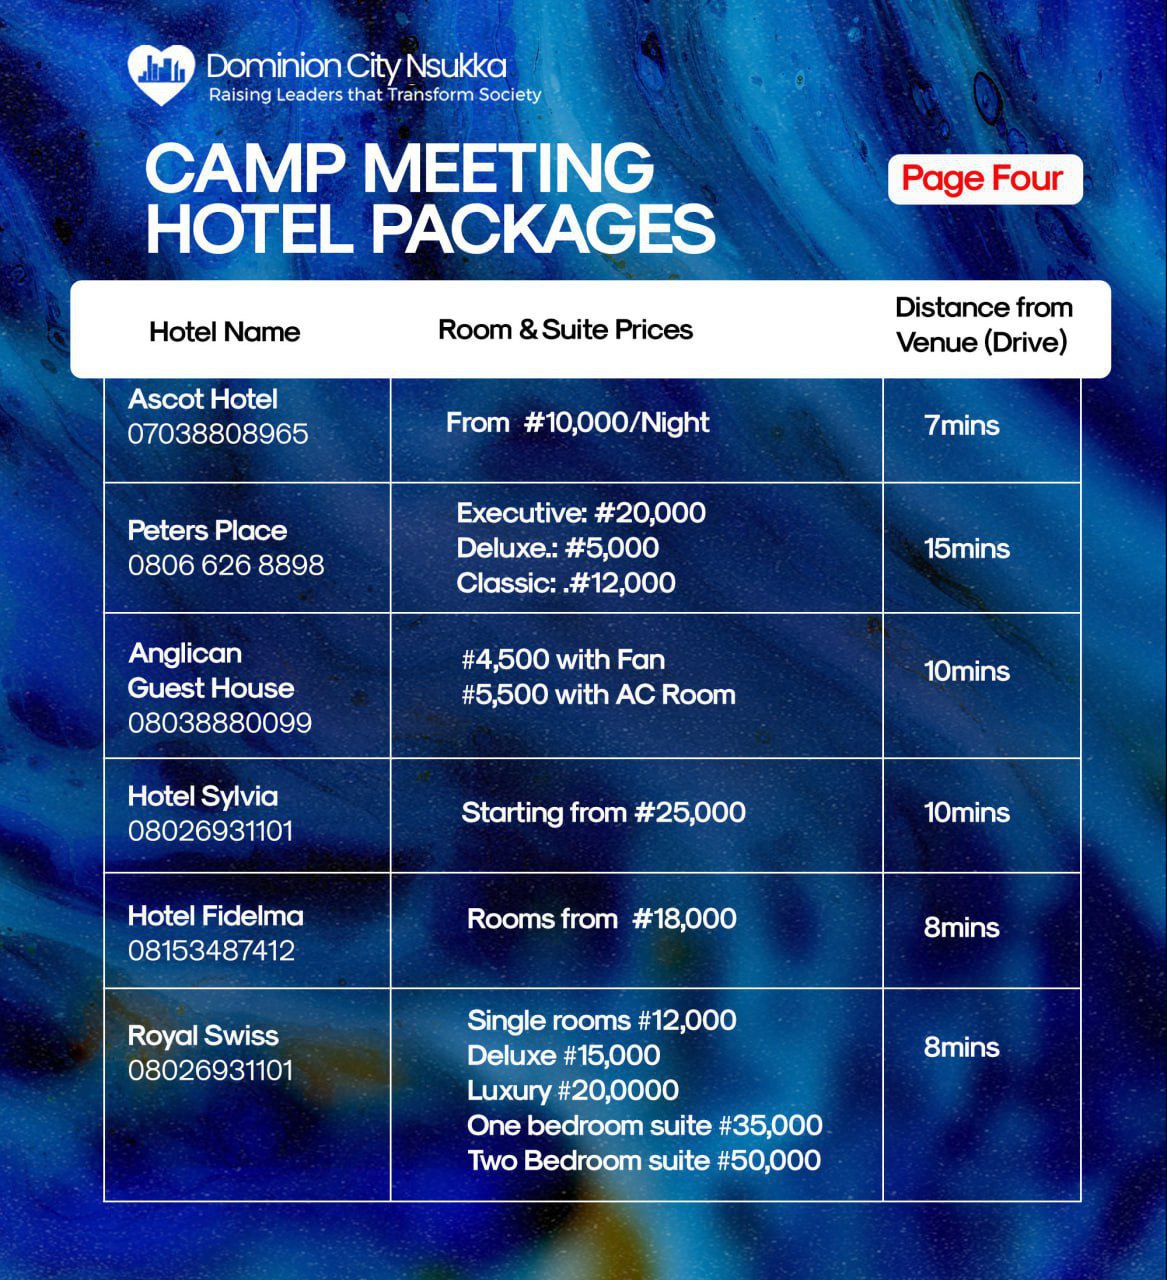 Dominion City Nsukka
Raising Leaders that Transform Society
CAMP MEETING
HOTEL PACKAGES
Page Four
Hotel Name
Room & Suite Prices
Distance from
Venue (Drive)
Ascot Hotel
07038808965
From #10,000/Night
7mins
Peters Place
0806 626 8898
Executive: #20,000
Deluxe.: #5,000
Classic: .#12,000
15mins
Anglican
Guest House
08038880099
#4,500 with Fan
#5,500 with AC Room
10mins
Hotel Sylvia
08026931101
Starting from #25,000
10mins
Hotel Fidelma
08153487412
Rooms from #18,000
8mins
Royal Swiss
08026931101
Single rooms #12,000
Deluxe #15,000
Luxury #20,0000
One bedroom suite #35,000
Two Bedroom suite #50,000
8mins